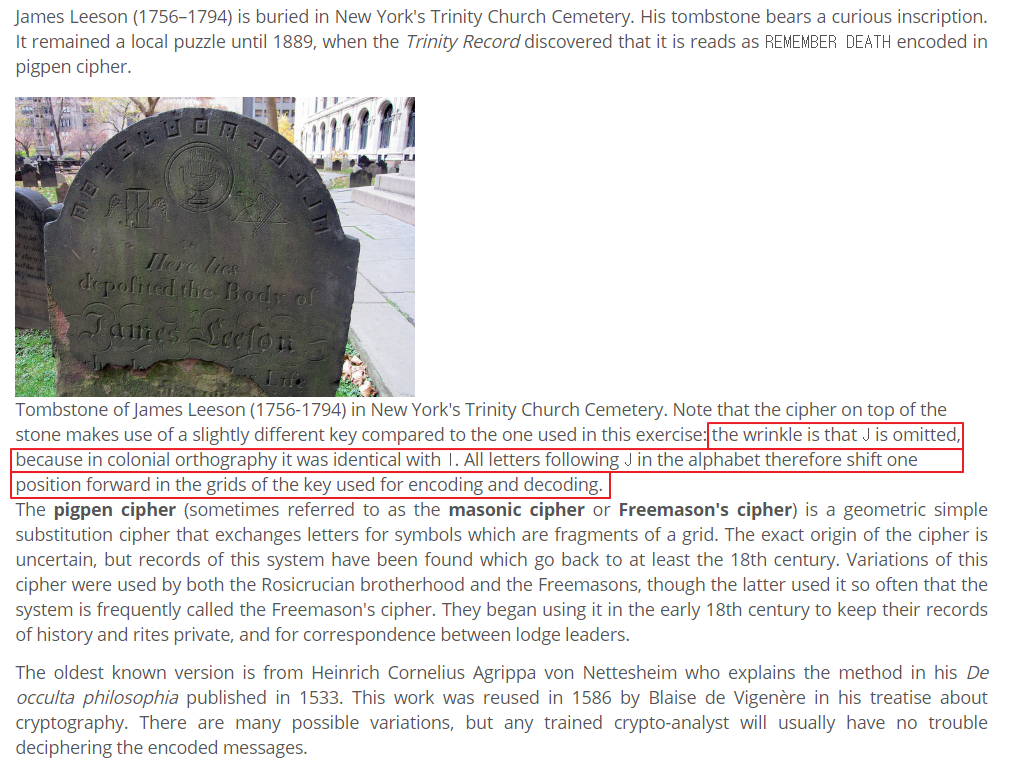 James Leeson (1756–1794) is buried in New York's Trinity Church Cemetery. His tombstone bears a curious inscription.
It remained a local puzzle until 1889, when the Trinity Record discovered that it is reads as REMEMBER DEATH encoded in
pigpen cipher.
Here lies
deposited the Body of
James Leeson
Tombstone of James Leeson (1756-1794) in New York's Trinity Church Cemetery. Note that the cipher on top of the
stone makes use of a slightly different key compared to the one used in this exercise: the wrinkle is that J is omitted,
because in colonial orthography it was identical with I. All letters following J in the alphabet therefore shift one
position forward in the grids of the key used for encoding and decoding.
The pigpen cipher (sometimes referred to as the masonic cipher or Freemason's cipher) is a geometric simple
substitution cipher that exchanges letters for symbols which are fragments of a grid. The exact origin of the cipher is
uncertain, but records of this system have been found which go back to at least the 18th century. Variations of this
cipher were used by both the Rosicrucian brotherhood and the Freemasons, though the latter used it so often that the
system is frequently called the Freemason's cipher. They began using it in the early 18th century to keep their records
of history and rites private, and for correspondence between lodge leaders.
The oldest known version is from Heinrich Cornelius Agrippa von Nettesheim who explains the method in his De
occulta philosophia published in 1533. This work was reused in 1586 by Blaise de Vigenère in his treatise about
cryptography. There are many possible variations, but any trained crypto-analyst will usually have no trouble
deciphering the encoded messages.